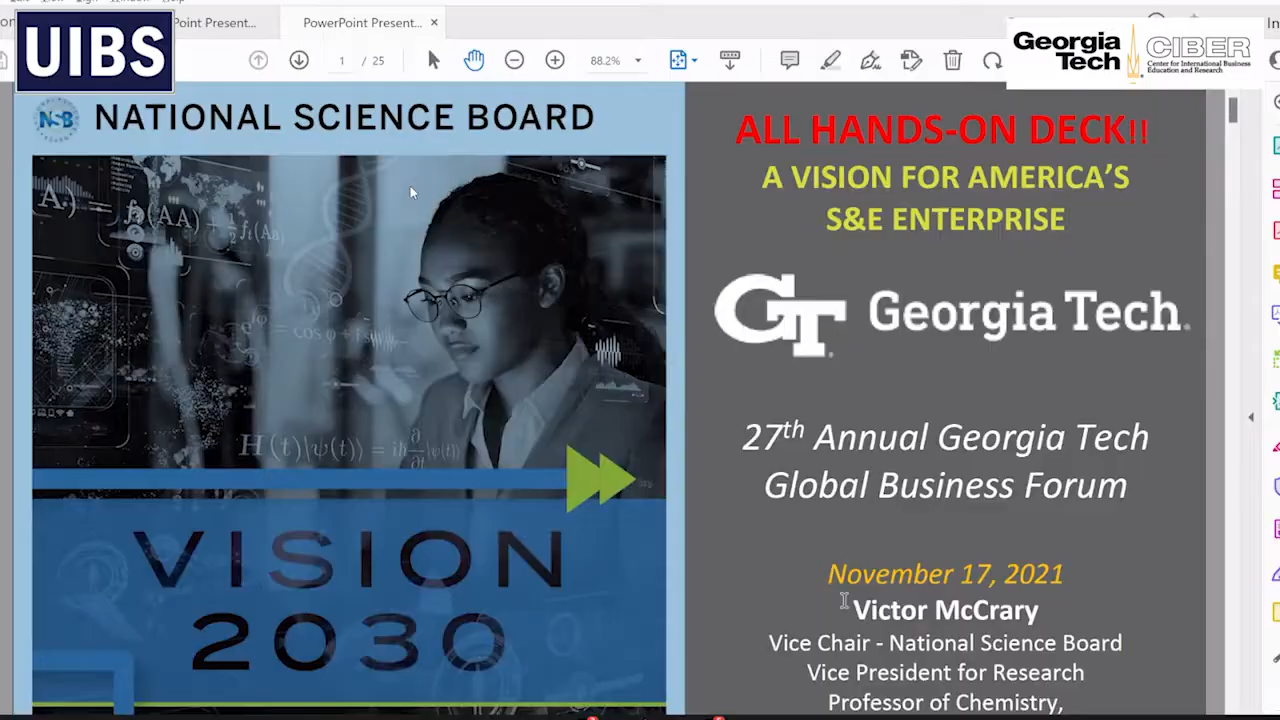 Point Present...
PowerPoint Present...
UIBS
1 / 25
88.2%
Georgia Tech
CIBER
Center for International Business
Education and Research
NSB
NATIONAL SCIENCE BOARD
VISION
2030
ALL HANDS-ON DECK!!
A VISION FOR AMERICA'S
S&E ENTERPRISE
GT Georgia Tech.
27th Annual Georgia Tech
Global Business Forum
November 17, 2021
Victor McCrary
Vice Chair - National Science Board
Vice President for Research
Professor of Chemistry,